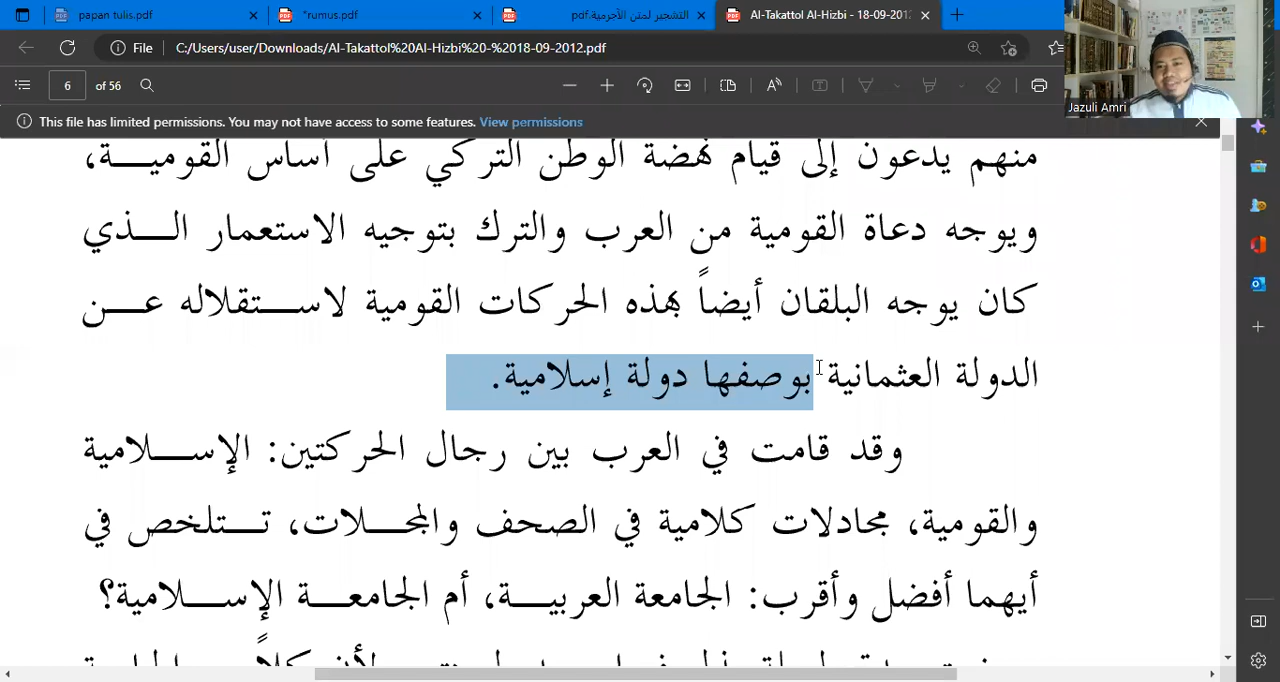 papan tulis.pdf
*rumus.pdf
التشجير لمتن الآجرمية.pdf
Al-Takattol Al-Hizbi - 18-09-2012
File
C:/Users/user/Downloads/Al-Takattol%20Al-Hizbi%20-%2018-09-2012.pdf
6 of 56
Jazuli Amri
This file has limited permissions. You may not have access to some features. View permissions
منهم يدعون إلى قيام نهضة الوطن التركي على أساس القومية،
ويوجه دعاة القومية من العرب والترك بتوجيه الاستعمار الذي
كان يوجه البلقان أيضاً بهذه الحركات القومية لاستقلاله عن
الدولة العثمانية بوصفها دولة إسلامية.
وقد قامت في العرب بين رجال الحركتين: الإسلامية
والقومية، مجادلات كلامية في الصحف والمجلات، تتلخص في
أيهما أفضل وأقرب: الجامعة العربية، أم الجامعة الإسلامية؟